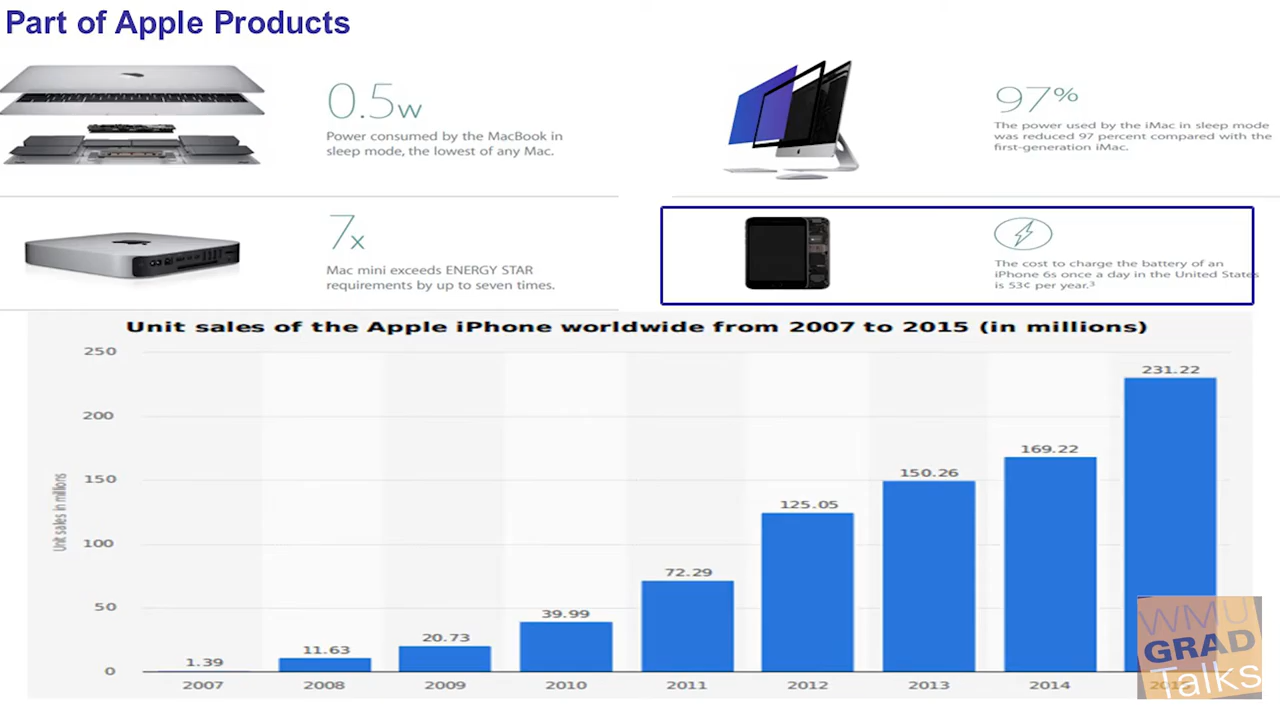 Part of Apple Products
0.5w
Power consumed by the MacBook in
sleep mode, the lowest of any Mac.
97%
The power used by the iMac in sleep mode
was reduced 97 percent compared with the
first-generation iMac.
7x
Mac mini exceeds ENERGY STAR
requirements by up to seven times.
The cost to charge the battery of an
iPhone 6s once a day in the United States
is 53¢ per year.³
Unit sales of the Apple iPhone worldwide from 2007 to 2015 (in millions)
Unit sales in millions
250
200
150
100
50
0
1.39
11.63
20.73
39.99
72.29
125.05
150.26
169.22
231.22
2007
2008
2009
2010
2011
2012
2013
2014
2015
WMU
GRAD
Talks